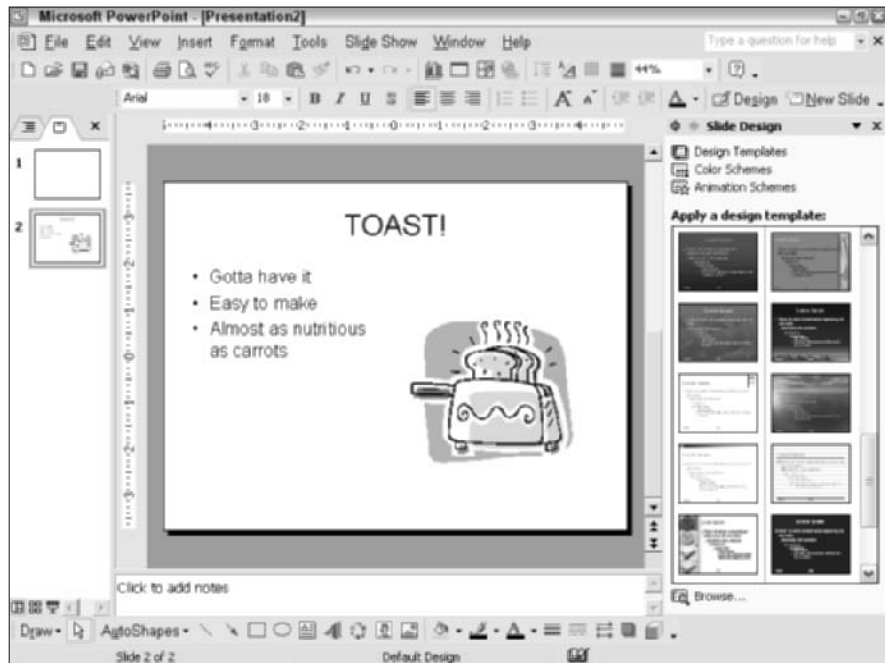 Microsoft PowerPoint - [Presentation2]
File Edit View Insert Format Tools Slide Show Window Help Type a question for help
44%
Arial 18 B I U S A A A Design New Slide
Slide Design
1
2
Design Templates
Color Schemes
Animation Schemes
Apply a design template:
TOAST!
• Gotta have it
• Easy to make
• Almost as nutritious
as carrots
Click to add notes
Browse...
Draw AutoShapes A A
Slide 2 of 2 Default Design